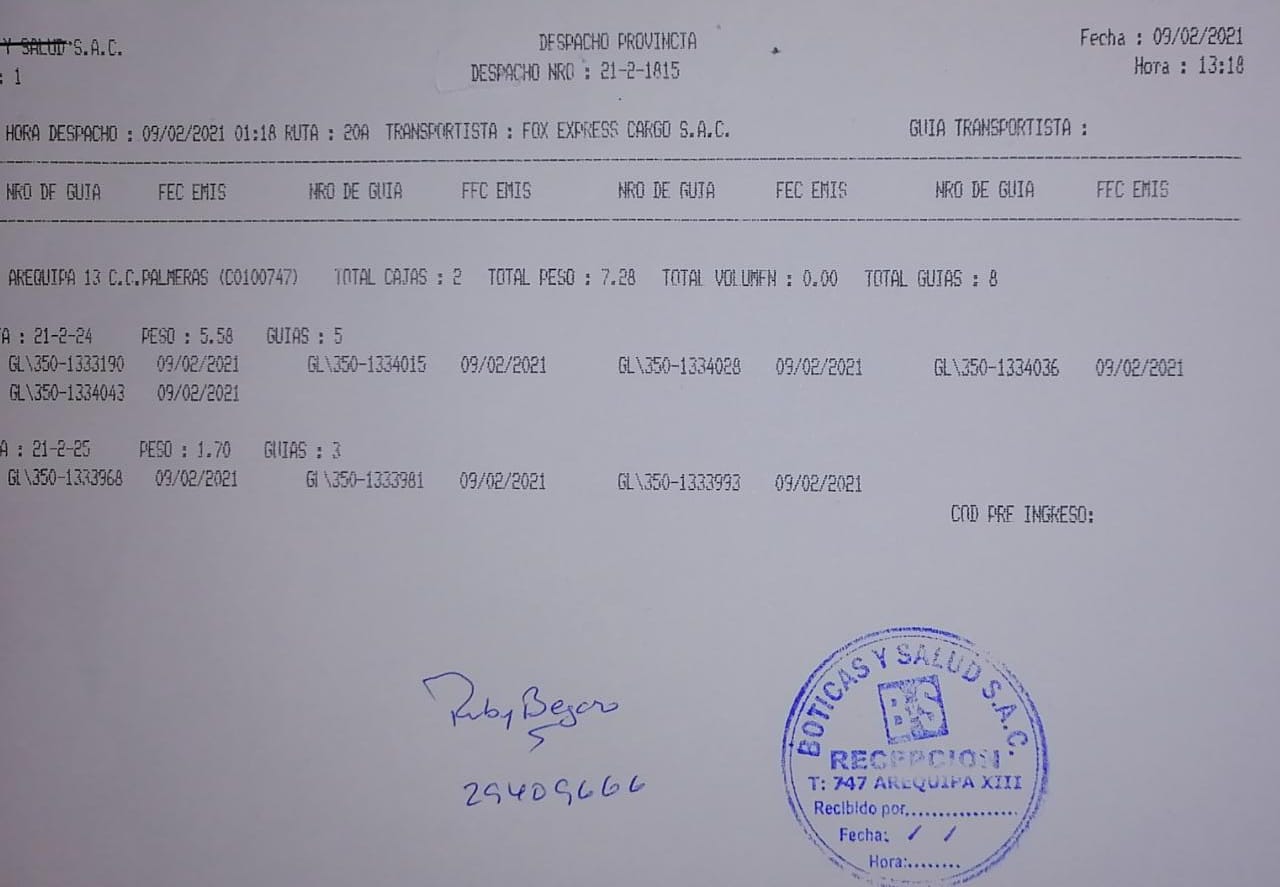 Y SALUD S.A.C. DESPACHO PROVINCIA Fecha : 09/02/2021
: 1 DESPACHO NRO : 21-2-1815 Hora : 13:18
HORA DESPACHO : 09/02/2021 01:18 RUTA : 20A TRANSPORTISTA : FOX EXPRESS CARGO S.A.C. GUIA TRANSPORTISTA :
NRO DE GUIA FEC EMIS NRO DE GUIA FEC EMIS NRO DE GUIA FEC EMIS NRO DE GUIA FEC EMIS
AREQUIPA 13 C.C.PALMERAS (C0100747) TOTAL CAJAS : 2 TOTAL PESO : 7.28 TOTAL VOLUMEN : 0.00 TOTAL GUIAS : 8
A : 21-2-24 PESO : 5.58 GUIAS : 5
GL\350-1333190 09/02/2021 GL\350-1334015 09/02/2021 GL\350-1334028 09/02/2021 GL\350-1334036 09/02/2021
GL\350-1334043 09/02/2021
A : 21-2-25 PESO : 1.70 GUIAS : 3
GL\350-1333968 09/02/2021 GL\350-1333981 09/02/2021 GL\350-1333993 09/02/2021
COD PRE INGRESO:
Ruby Bejaro
29409666
BOTICAS Y SALUD S.A.C.
BS
RECEPCION
T: 747 AREQUIPA XIII
Recibido por..................
Fecha: / /
Hora:........